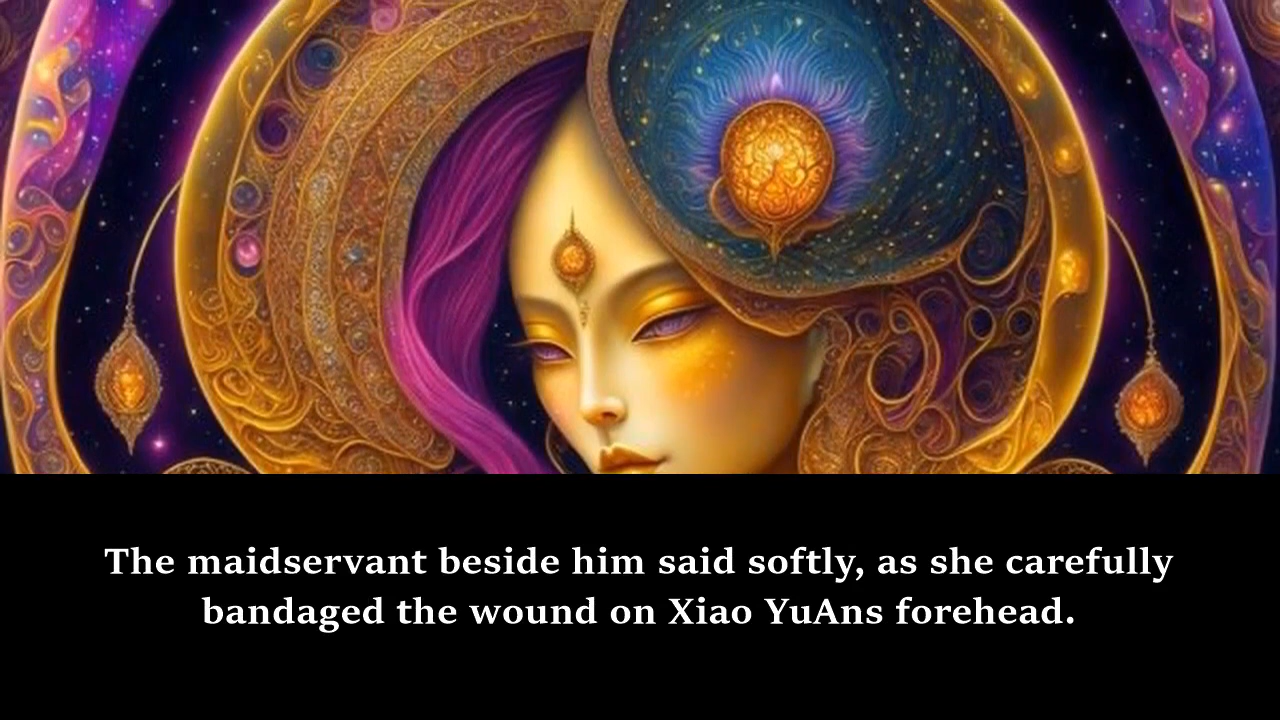 The maidservant beside him said softly, as she carefully
bandaged the wound on Xiao YuAns forehead.